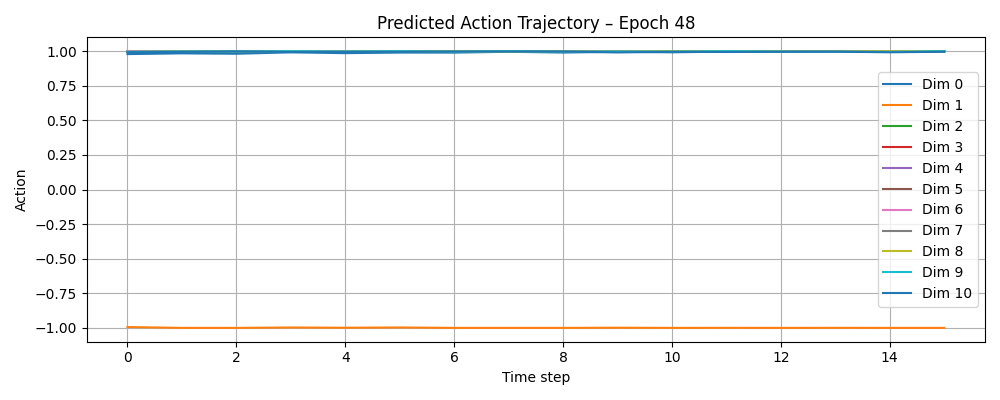 Predicted Action Trajectory – Epoch 48
1.00
0.75
0.50
0.25
0.00
−0.25
−0.50
−0.75
−1.00
Action
Dim 0
Dim 1
Dim 2
Dim 3
Dim 4
Dim 5
Dim 6
Dim 7
Dim 8
Dim 9
Dim 10
0 2 4 6 8 10 12 14
Time step